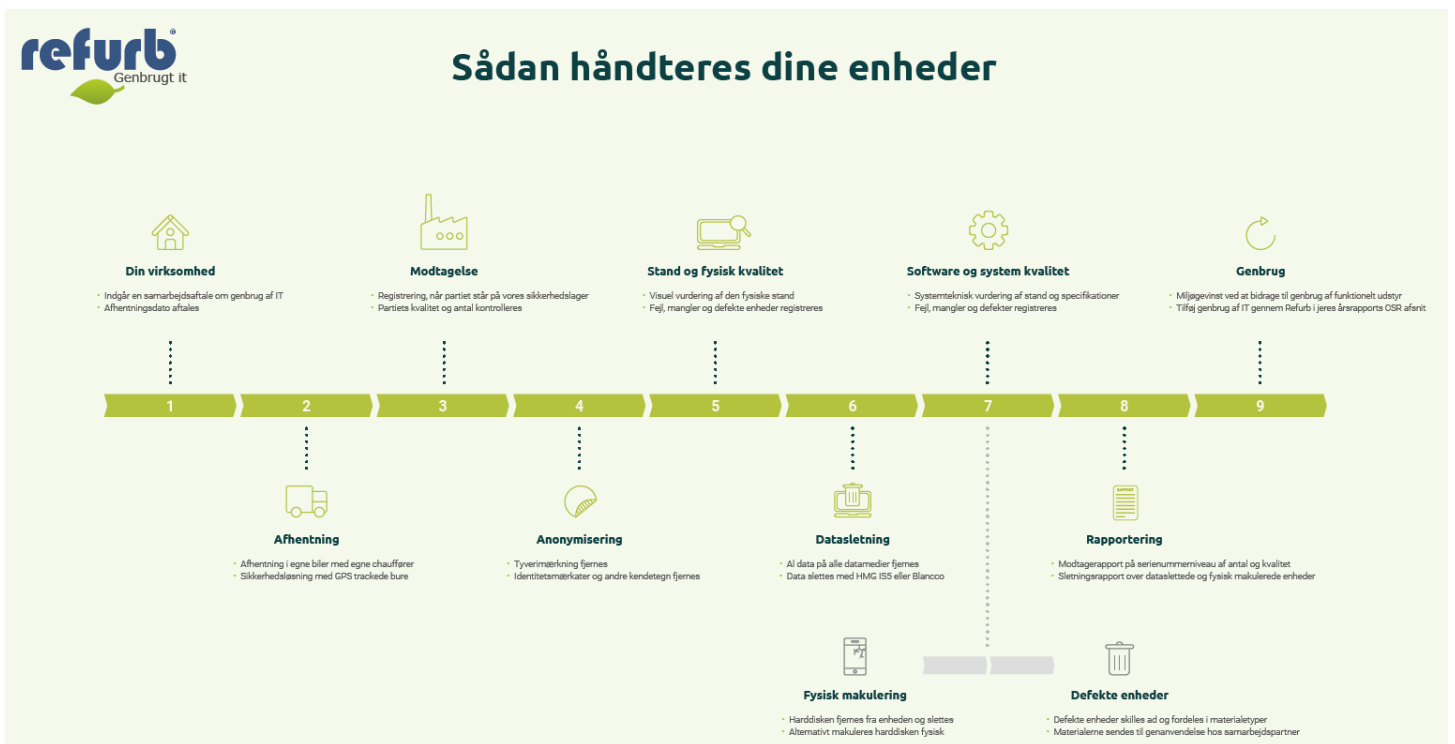 refurb®
Genbrugt it
Sådan håndteres dine enheder
Din virksomhed
• Indgår en samarbejdsaftale om genbrug af IT
• Afhentningsdato aftales
Modtagelse
• Registrering, når partiet står på vores sikkerhedslager
• Partiets kvalitet og antal kontrolleres
Stand og fysisk kvalitet
• Visuel vurdering af den fysiske stand
• Fejl, mangler og defekte enheder registreres
Software og system kvalitet
• Systemteknisk vurdering af stand og specifikationer
• Fejl, mangler og defekter registreres
Genbrug
• Miljøgevinst ved at bidrage til genbrug af funktionelt udstyr
• Tilføj genbrug af IT gennem Refurb i jeres årsrapports CSR afsnit
1 2 3 4 5 6 7 8 9
Afhentning
• Afhentning i egne biler med egne chauffører
• Sikkerhedsløsning med GPS trackede bure
Anonymisering
• Tyverimærkning fjernes
• Identitetsmærkater og andre kendetegn fjernes
Datasletning
• Al data på alle datamedier fjernes
• Data slettes med HMG IS5 eller Blancco
RAPPORT
Rapportering
• Modtagerapport på serienummerniveau af antal og kvalitet
• Sletningsrapport over dataslettede og fysisk makulerede enheder
Fysisk makulering
• Harddisken fjernes fra enheden og slettes
• Alternativt makuleres harddisken fysisk
Defekte enheder
• Defekte enheder skilles ad og fordeles i materialetyper
• Materialerne sendes til genanvendelse hos samarbejdspartner